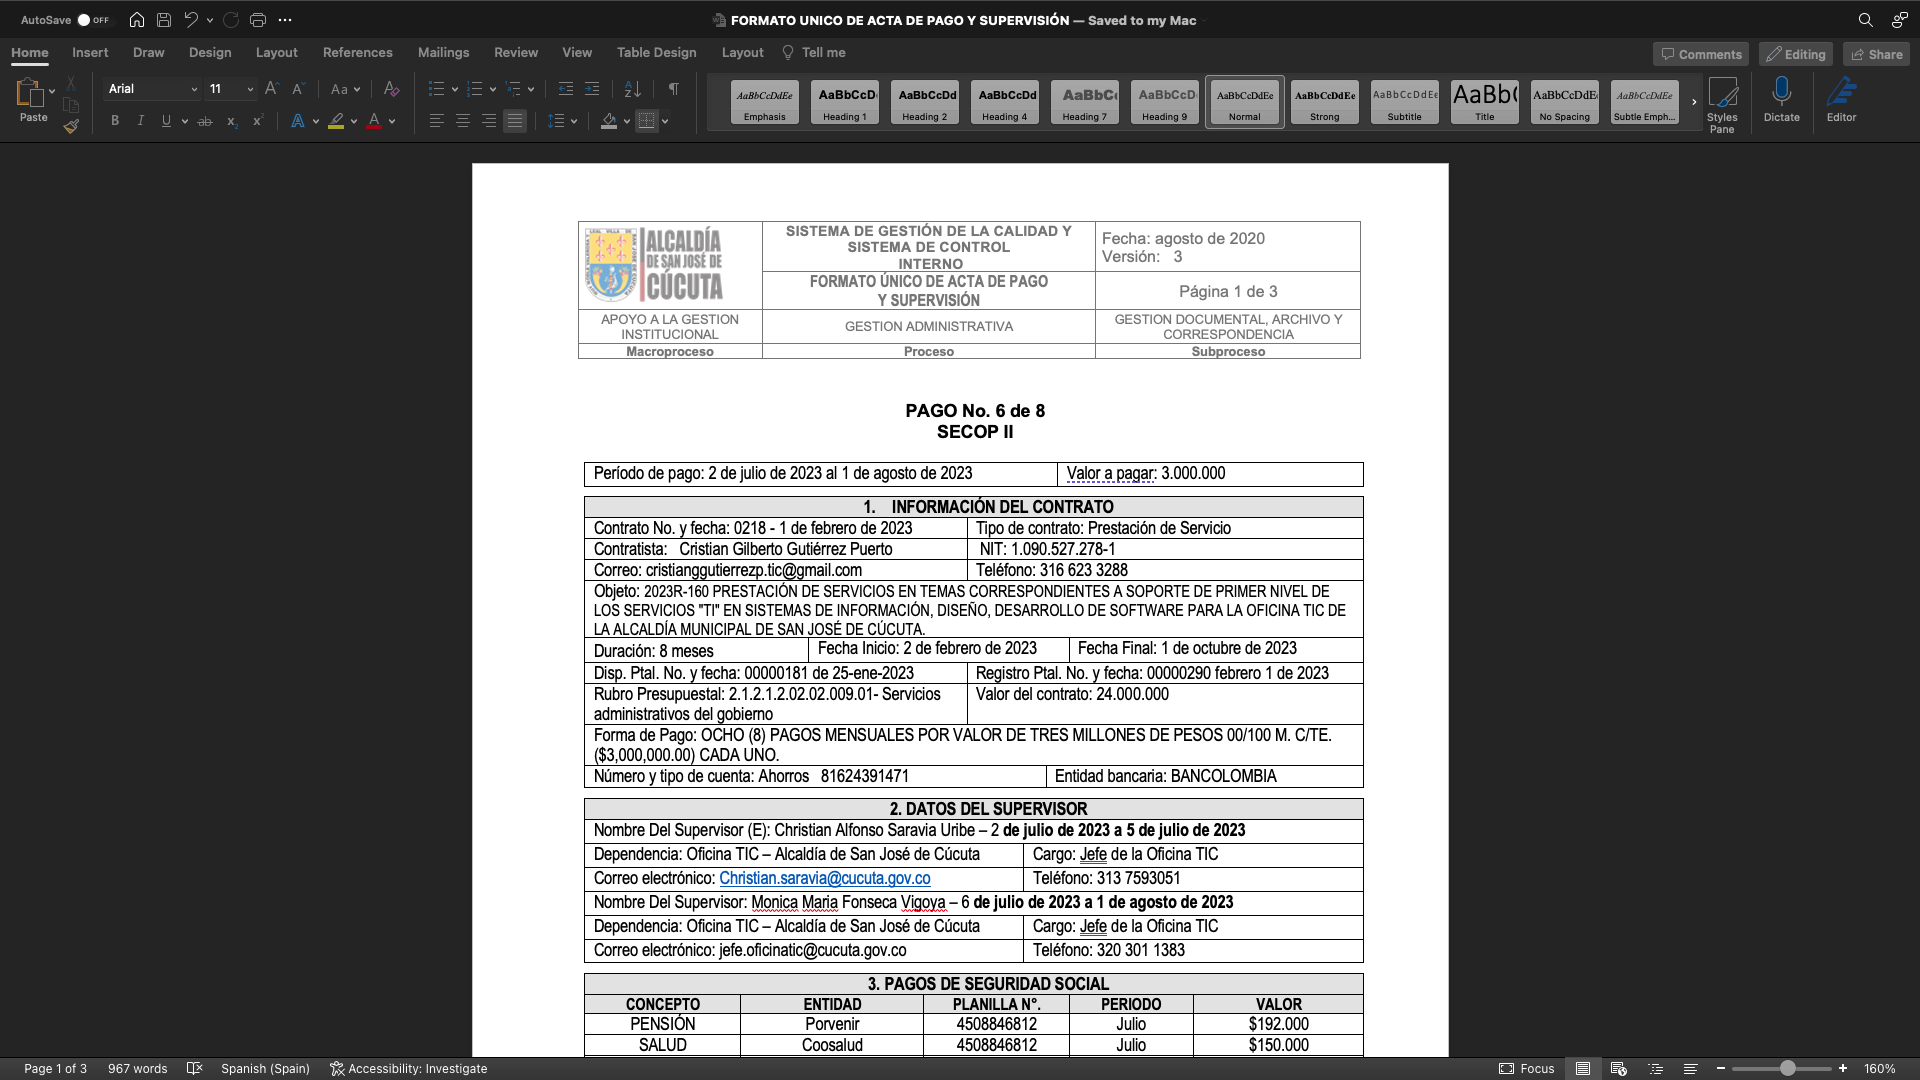 AutoSave OFF
FORMATO UNICO DE ACTA DE PAGO Y SUPERVISIÓN — Saved to my Mac
Home Insert Draw Design Layout References Mailings Review View Table Design Layout Tell me
Comments Editing Share
Paste
Arial 11
Aa
B I U ab x₂ x²
A A
AaBbCcDdEe Emphasis
AaBbCcD Heading 1
AaBbCcDd Heading 2
AaBbCcDd Heading 4
AaBbCc Heading 7
AaBbCcD Heading 9
AaBbCcDdEe Normal
AaBbCcDdEe Strong
AaBbCcDdE Subtitle
AaBb( Title
AaBbCcDdE No Spacing
AaBbCcDdEe Subtle Emph...
Styles Pane
Dictate
Editor
ALCALDÍA
DE SAN JOSÉ DE
CÚCUTA
SISTEMA DE GESTIÓN DE LA CALIDAD Y
SISTEMA DE CONTROL
INTERNO
Fecha: agosto de 2020
Versión: 3
FORMATO ÚNICO DE ACTA DE PAGO
Y SUPERVISIÓN
Página 1 de 3
APOYO A LA GESTION
INSTITUCIONAL
GESTION ADMINISTRATIVA
GESTION DOCUMENTAL, ARCHIVO Y
CORRESPONDENCIA
Macroproceso Proceso Subproceso
PAGO No. 6 de 8
SECOP II
Período de pago: 2 de julio de 2023 al 1 de agosto de 2023 Valor a pagar: 3.000.000
1. INFORMACIÓN DEL CONTRATO
Contrato No. y fecha: 0218 - 1 de febrero de 2023 Tipo de contrato: Prestación de Servicio
Contratista: Cristian Gilberto Gutiérrez Puerto NIT: 1.090.527.278-1
Correo: cristianggutierrezp.tic@gmail.com Teléfono: 316 623 3288
Objeto: 2023R-160 PRESTACIÓN DE SERVICIOS EN TEMAS CORRESPONDIENTES A SOPORTE DE PRIMER NIVEL DE
LOS SERVICIOS "TI" EN SISTEMAS DE INFORMACIÓN, DISEÑO, DESARROLLO DE SOFTWARE PARA LA OFICINA TIC DE
LA ALCALDÍA MUNICIPAL DE SAN JOSÉ DE CÚCUTA.
Duración: 8 meses Fecha Inicio: 2 de febrero de 2023 Fecha Final: 1 de octubre de 2023
Disp. Ptal. No. y fecha: 00000181 de 25-ene-2023 Registro Ptal. No. y fecha: 00000290 febrero 1 de 2023
Rubro Presupuestal: 2.1.2.1.2.02.02.009.01- Servicios Valor del contrato: 24.000.000
administrativos del gobierno
Forma de Pago: OCHO (8) PAGOS MENSUALES POR VALOR DE TRES MILLONES DE PESOS 00/100 M. C/TE.
($3,000,000.00) CADA UNO.
Número y tipo de cuenta: Ahorros 81624391471 Entidad bancaria: BANCOLOMBIA
2. DATOS DEL SUPERVISOR
Nombre Del Supervisor (E): Christian Alfonso Saravia Uribe – 2 de julio de 2023 a 5 de julio de 2023
Dependencia: Oficina TIC – Alcaldía de San José de Cúcuta Cargo: Jefe de la Oficina TIC
Correo electrónico: Christian.saravia@cucuta.gov.co Teléfono: 313 7593051
Nombre Del Supervisor: Monica Maria Fonseca Vigoya – 6 de julio de 2023 a 1 de agosto de 2023
Dependencia: Oficina TIC – Alcaldía de San José de Cúcuta Cargo: Jefe de la Oficina TIC
Correo electrónico: jefe.oficinatic@cucuta.gov.co Teléfono: 320 301 1383
3. PAGOS DE SEGURIDAD SOCIAL
CONCEPTO ENTIDAD PLANILLA N°. PERIODO VALOR
PENSIÓN Porvenir 4508846812 Julio $192.000
SALUD Coosalud 4508846812 Julio $150.000
Page 1 of 3 967 words Spanish (Spain) Accessibility: Investigate Focus 160%